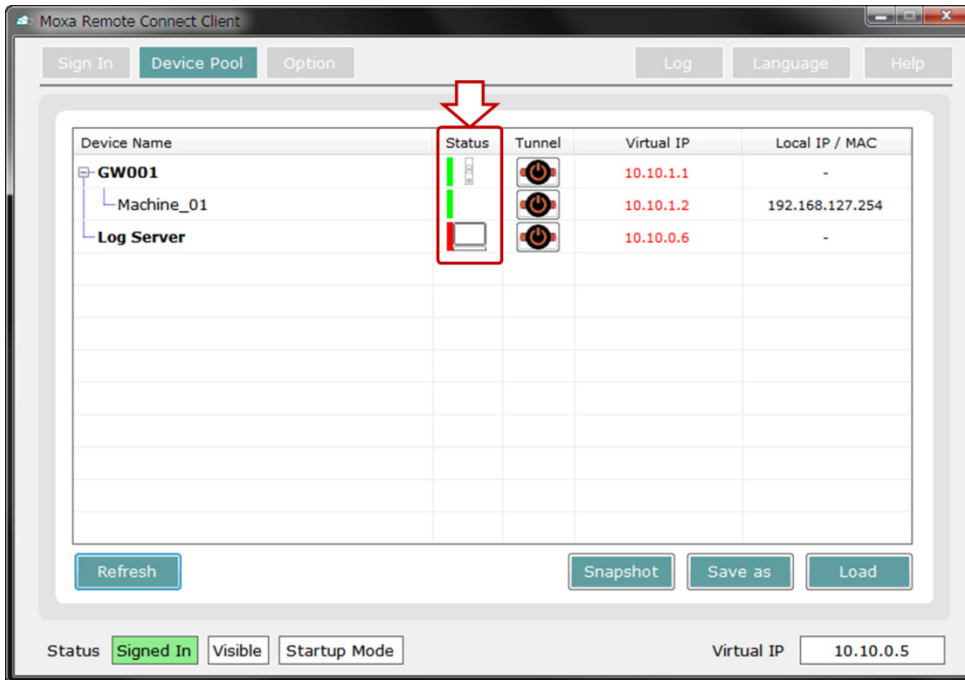 Moxa Remote Connect Client
Sign In Device Pool Option Log Language Help
Device Name Status Tunnel Virtual IP Local IP / MAC
GW001 10.10.1.1 -
Machine_01 10.10.1.2 192.168.127.254
Log Server 10.10.0.6 -
Refresh Snapshot Save as Load
Status Signed In Visible Startup Mode Virtual IP 10.10.0.5